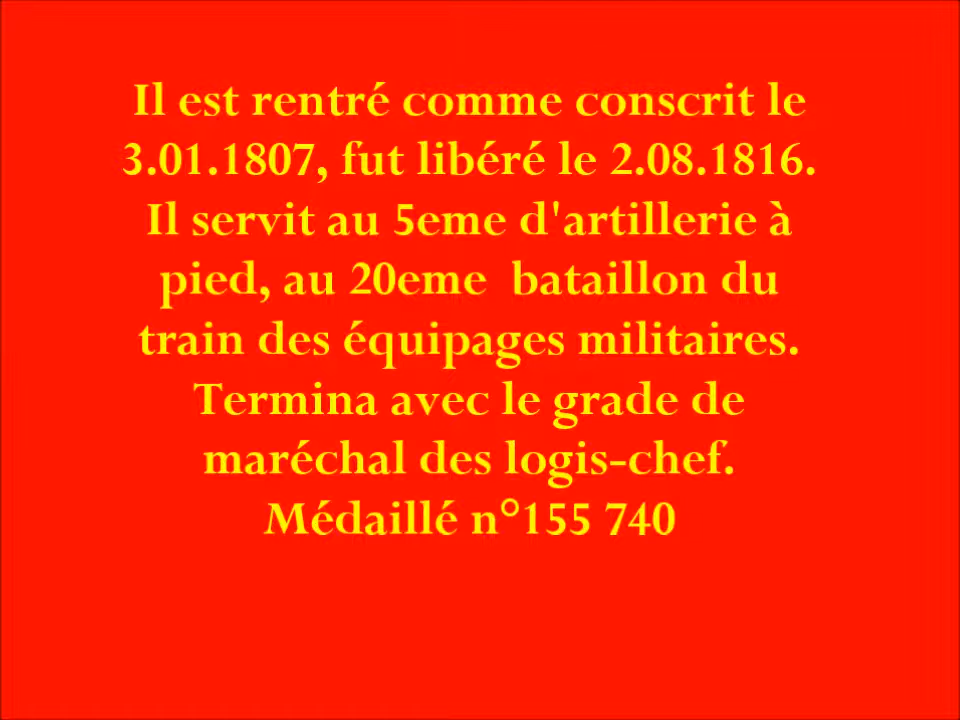 Il est rentré comme conscrit le
3.01.1807, fut libéré le 2.08.1816.
Il servit au 5eme d'artillerie à
pied, au 20eme  bataillon du
train des équipages militaires.
Termina avec le grade de
maréchal des logis-chef.
Médaillé n°155 740